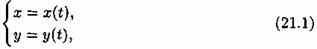 { x = x(t),
y = y(t), (21.1)